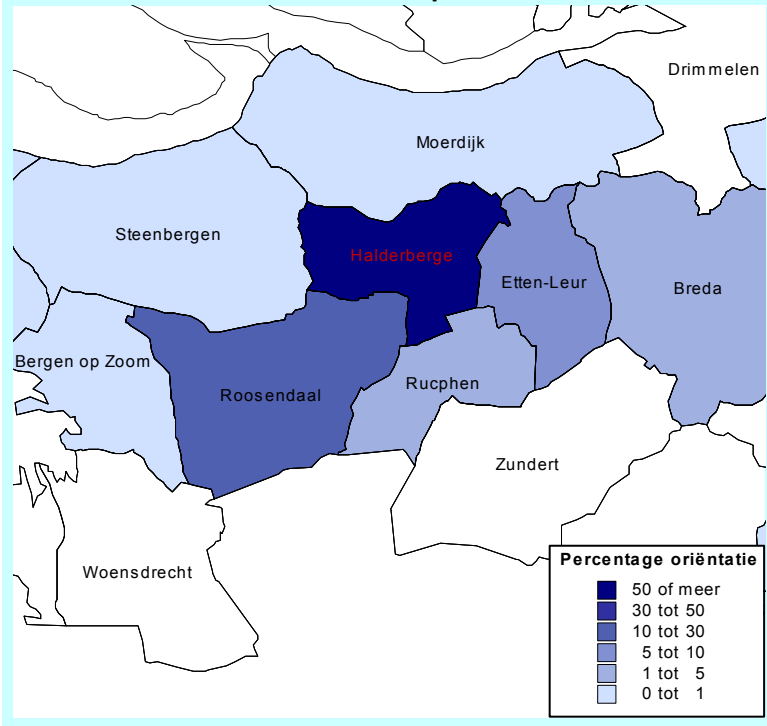 Drimmelen
Moerdijk
Steenbergen
Halderberge
Etten-Leur
Breda
Bergen op Zoom
Roosendaal
Rucphen
Zundert
Woensdrecht
Percentage oriëntatie
50 of meer
30 tot 50
10 tot 30
5 tot 10
1 tot 5
0 tot 1